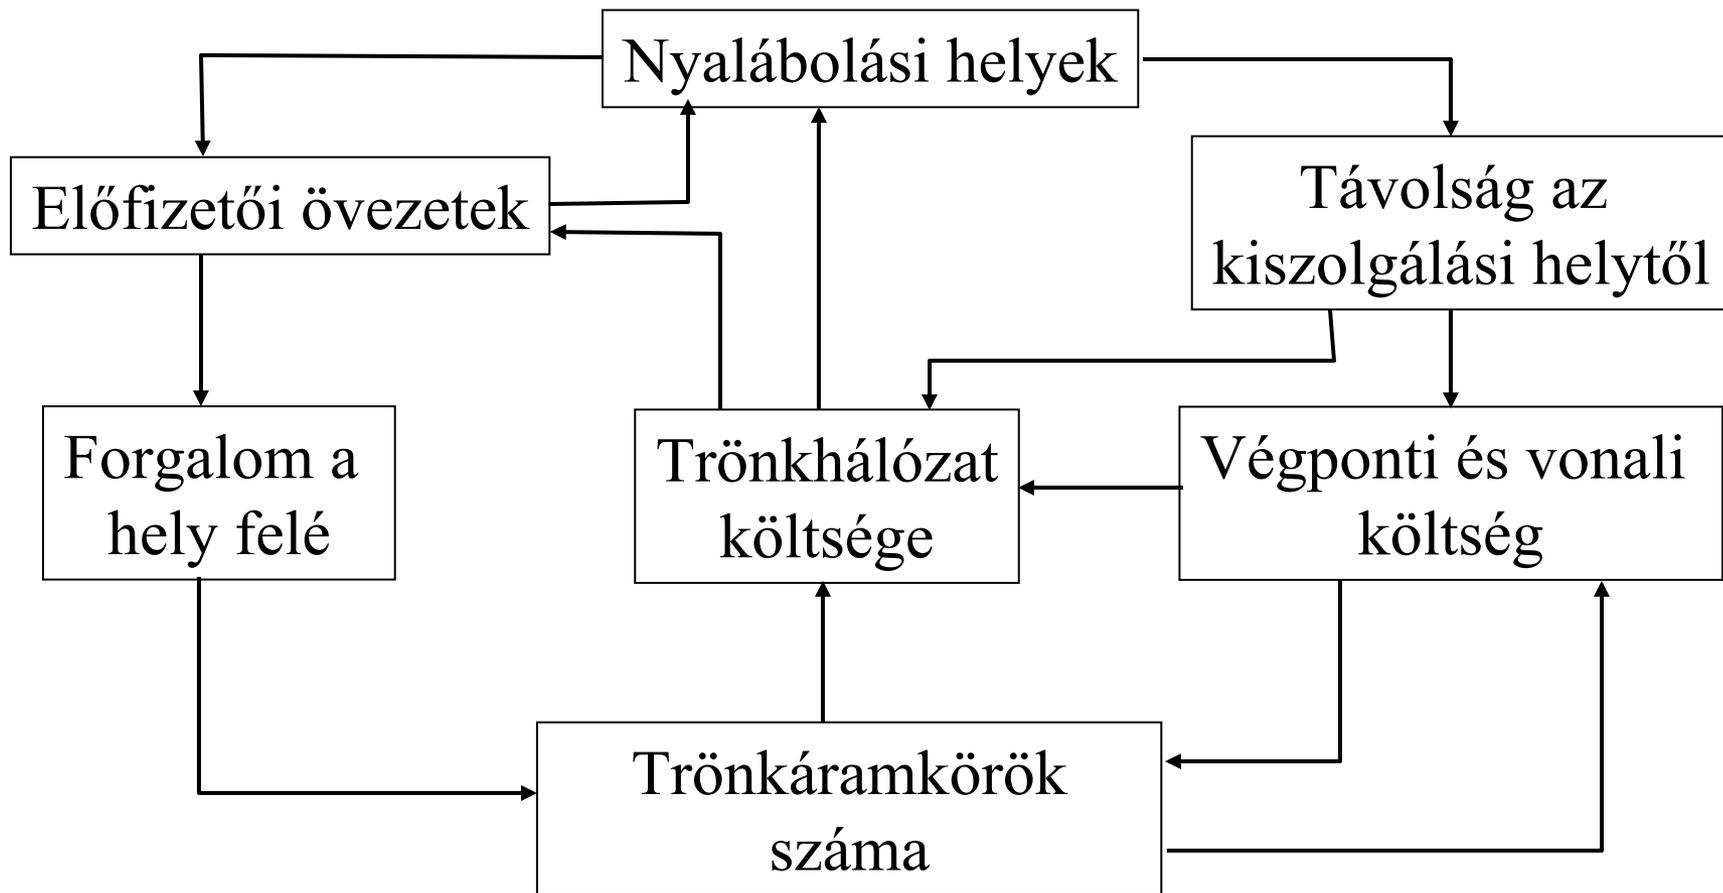 Nyalábolási helyek
Előfizetői övezetek
Távolság az
kiszolgálási helytől
Forgalom a
hely felé
Trönkhálózat
költsége
Végponti és vonali
költség
Trönkáramkörök
száma